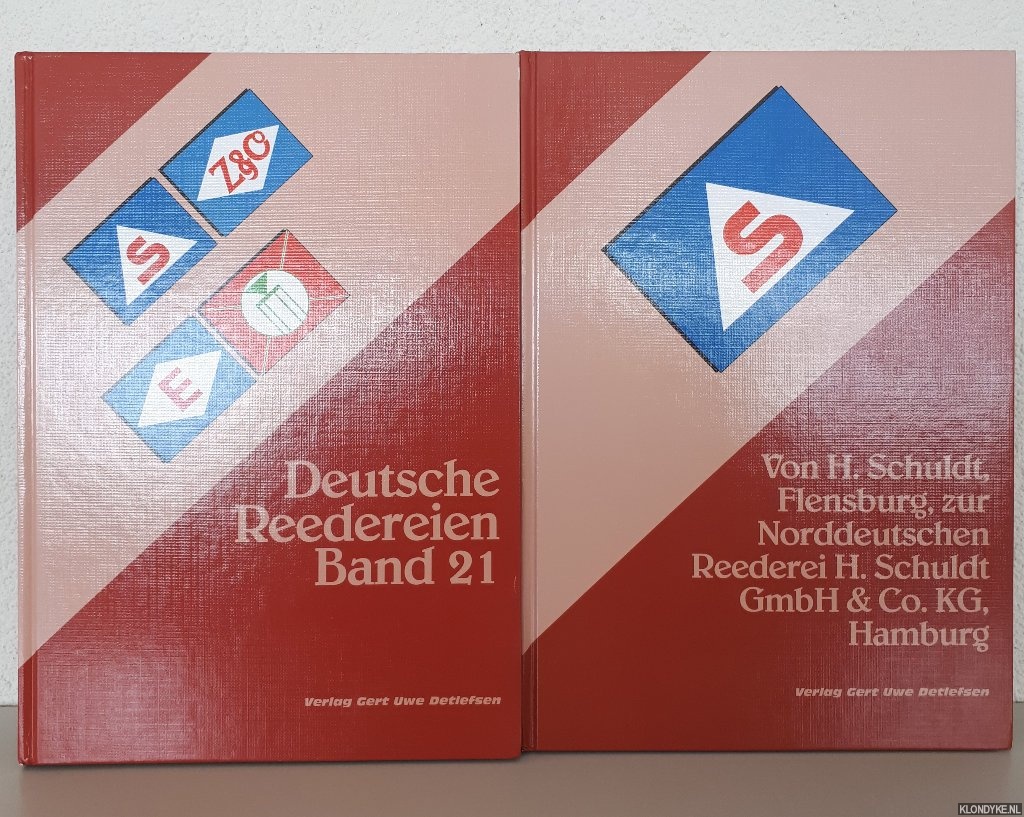 Z&O
S
E
Deutsche
Reedereien
Band 21
Verlag Gert Uwe Detlefsen
S
Von H. Schuldt,
Flensburg, zur
Norddeutschen
Reederei H. Schuldt
GmbH & Co. KG,
Hamburg
Verlag Gert Uwe Detlefsen
KLONDYKE.NL